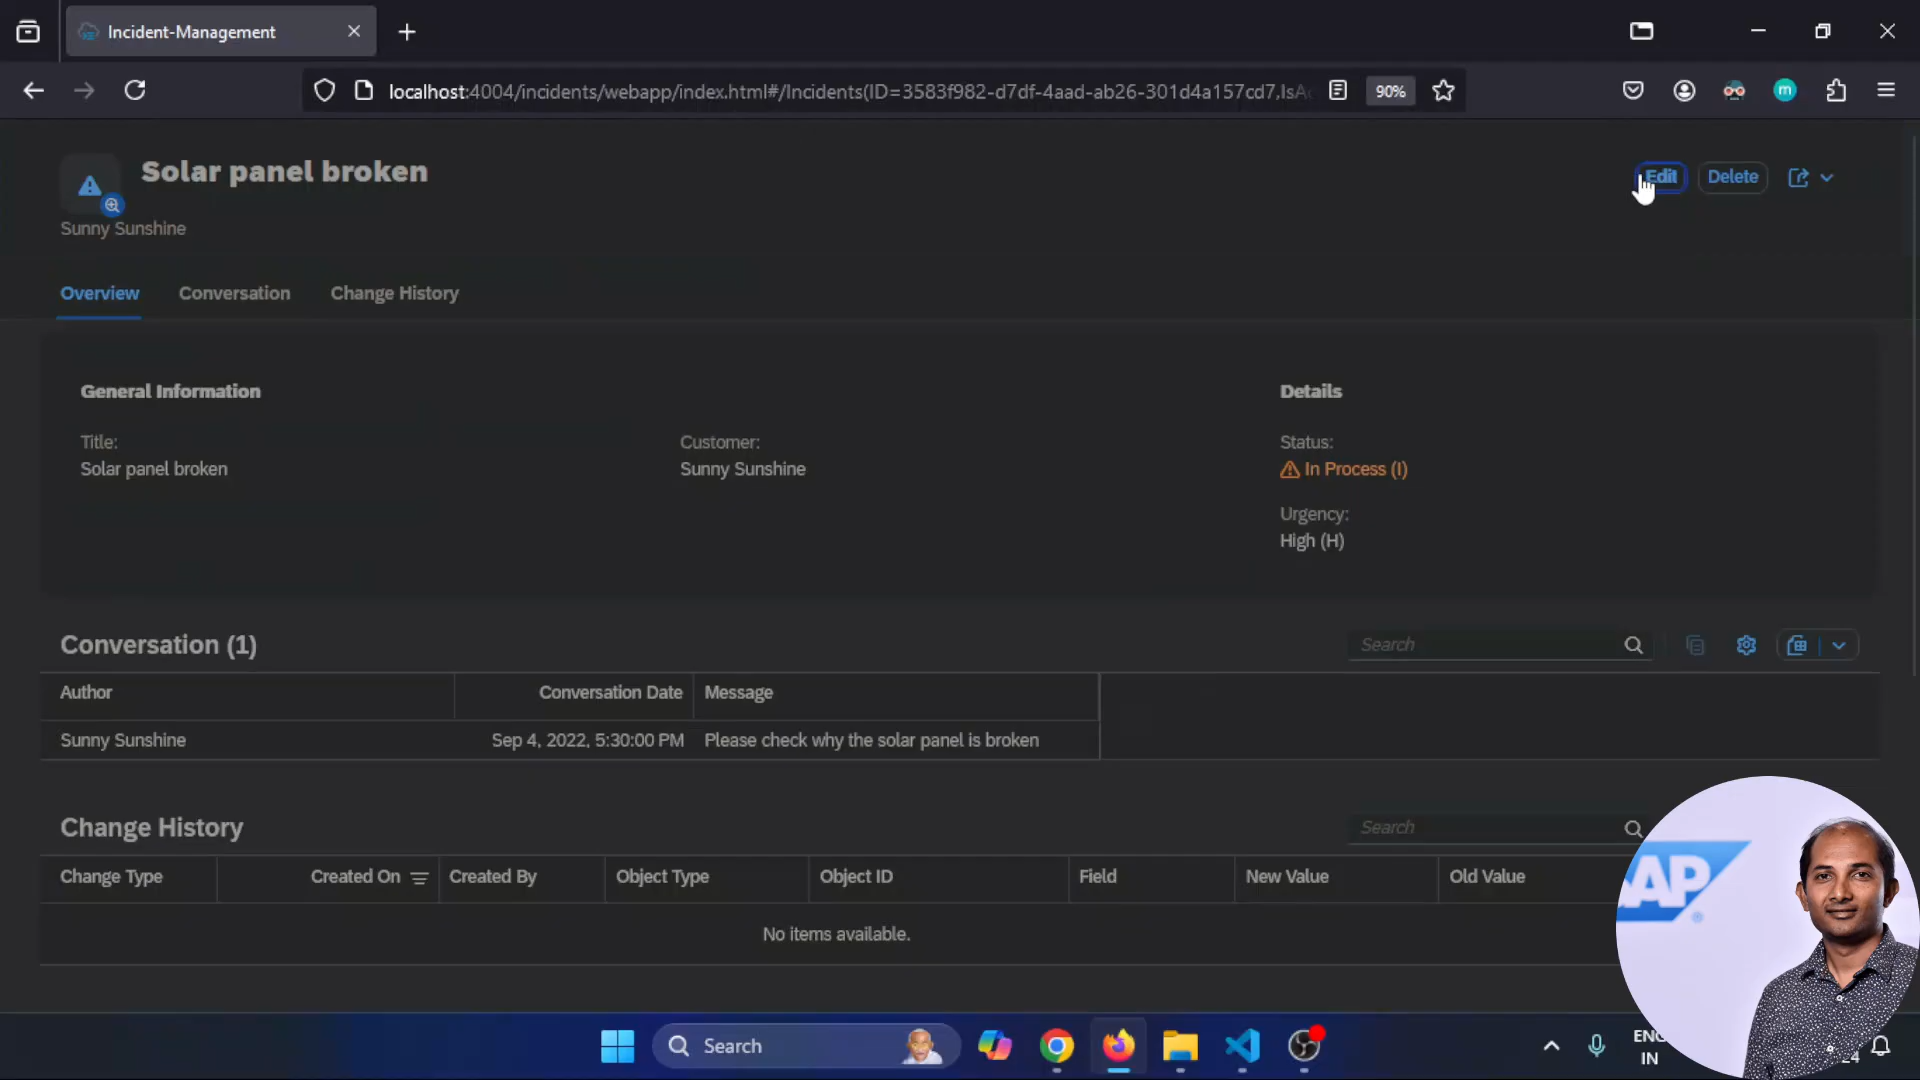 Incident-Management
localhost:4004/incidents/webapp/index.html#/Incidents(ID=3583f982-d7df-4aad-ab26-301d4a157cd7,IsAc
90%
m
Solar panel broken
Edit
Delete
Sunny Sunshine
Overview
Conversation
Change History
General Information
Details
Title:
Customer:
Status:
Solar panel broken
Sunny Sunshine
In Process (I)
Urgency:
High (H)
Conversation (1)
Search
Author
Conversation Date
Message
Sunny Sunshine
Sep 4, 2022, 5:30:00 PM
Please check why the solar panel is broken
Change History
Search
Change Type
Created On
Created By
Object Type
Object ID
Field
New Value
Old Value
No items available.
AP
Search
ENG
IN
24